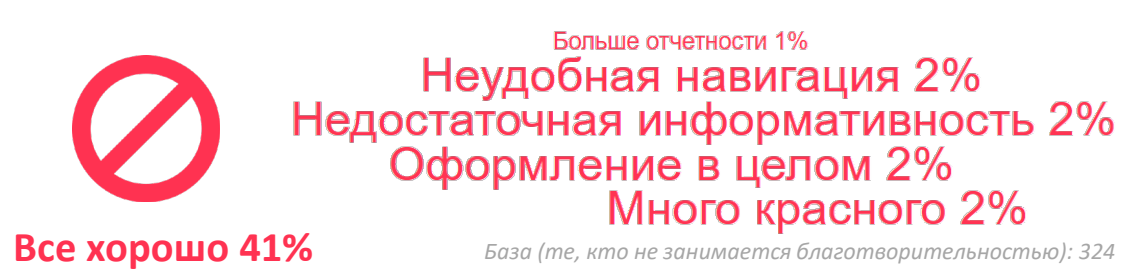 Больше отчетности 1%
Неудобная навигация 2%
Недостаточная информативность 2%
Оформление в целом 2%
Много красного 2%
Все хорошо 41%
База (те, кто не занимается благотворительностью): 324